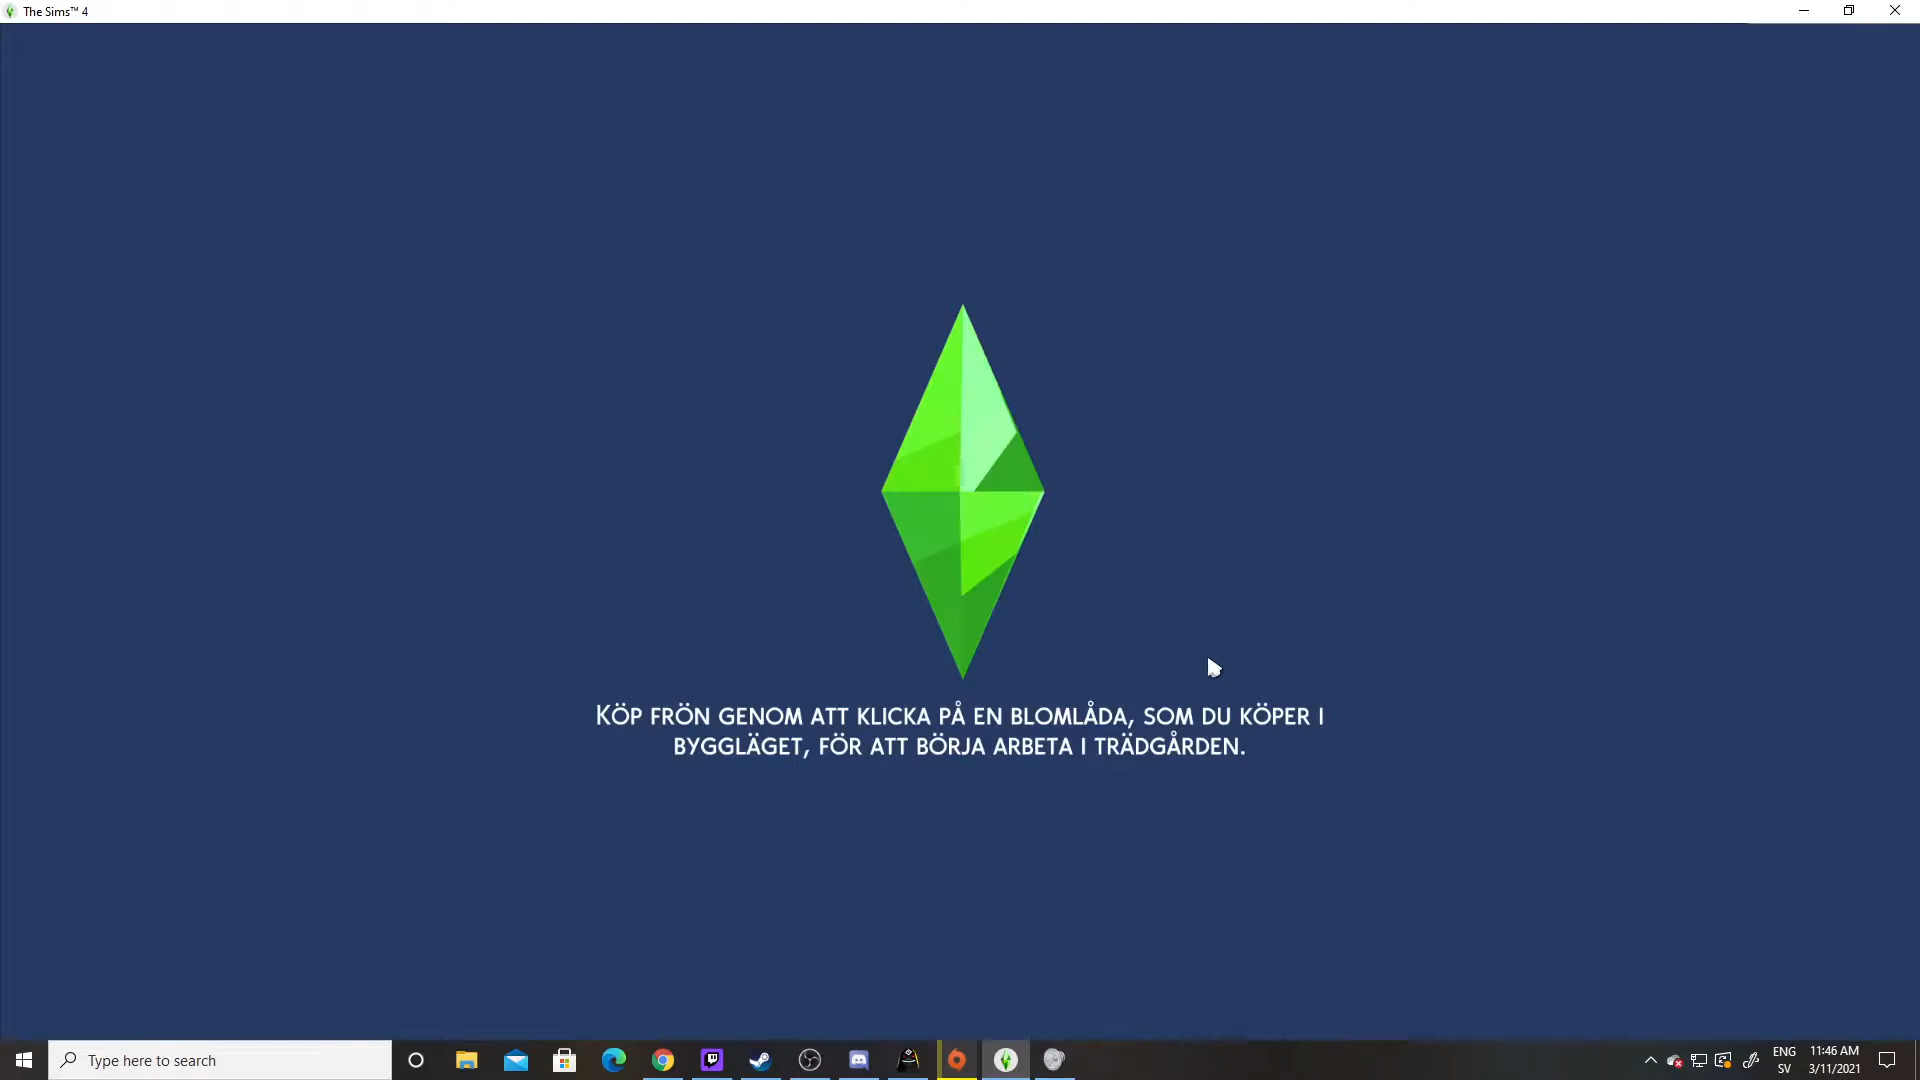 The Sims™ 4
KÖP FRÖN GENOM ATT KLICKA PÅ EN BLOMLÅDA, SOM DU KÖPER I
BYGGLÄGET, FÖR ATT BÖRJA ARBETA I TRÄDGÅRDEN.
Type here to search
ENG
SV
11:46 AM
3/11/2021